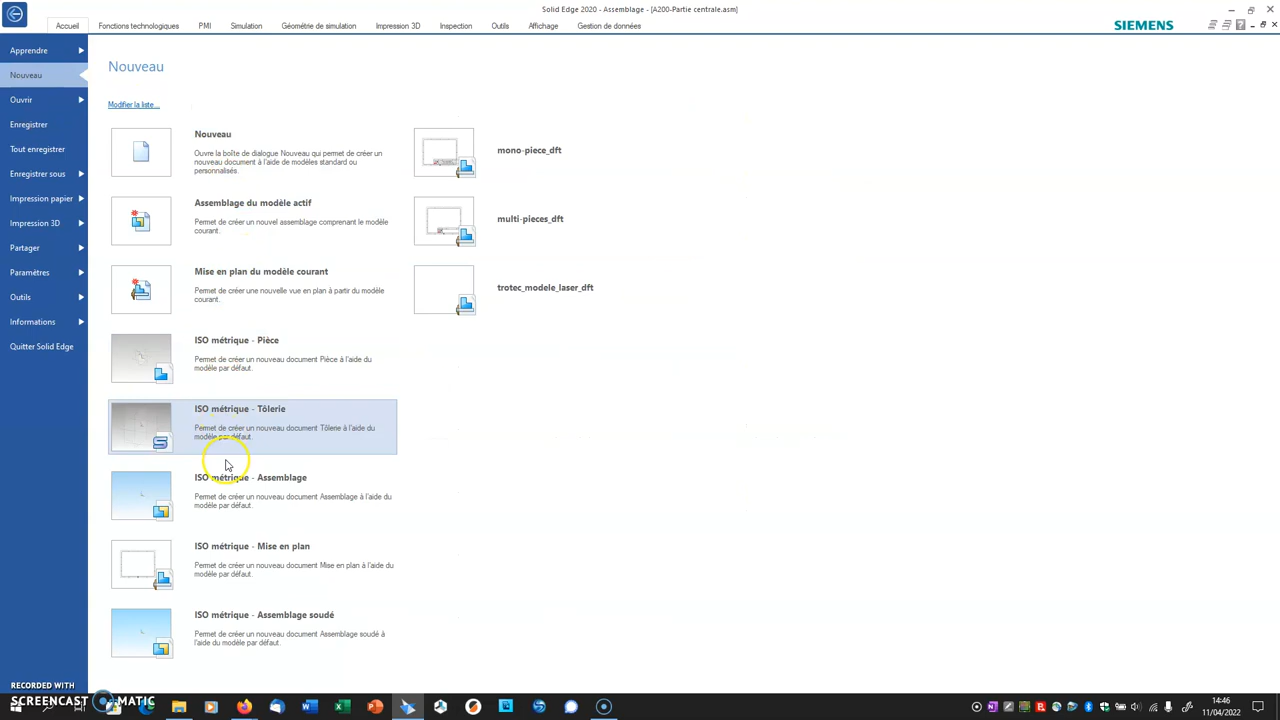 Solid Edge 2020 - Assemblage - [A200-Partie centrale.asm]
Accueil
Fonctions technologiques
PMI
Simulation
Géométrie de simulation
Impression 3D
Inspection
Outils
Affichage
Gestion de données
SIEMENS
Apprendre
Nouveau
Ouvrir
Enregistrer
Tout enregistrer
Enregistrer sous
Impression papier
Impression 3D
Partager
Paramètres
Outils
Informations
Quitter Solid Edge
Nouveau
Modifier la liste...
Nouveau
Ouvre la boîte de dialogue Nouveau qui permet de créer un
nouveau document à l'aide de modèles standard ou
personnalisés.
Assemblage du modèle actif
Permet de créer un nouvel assemblage comprenant le modèle
courant.
Mise en plan du modèle courant
Permet de créer une nouvelle vue en plan à partir du modèle
courant.
ISO métrique - Pièce
Permet de créer un nouveau document Pièce à l'aide du
modèle par défaut.
ISO métrique - Tôlerie
Permet de créer un nouveau document Tôlerie à l'aide du
modèle par défaut.
ISO métrique - Assemblage
Permet de créer un nouveau document Assemblage à l'aide du
modèle par défaut.
ISO métrique - Mise en plan
Permet de créer un nouveau document Mise en plan à l'aide du
modèle par défaut.
ISO métrique - Assemblage soudé
Permet de créer un nouveau document Assemblage soudé à
l'aide du modèle par défaut.
mono-piece_dft
multi-pieces_dft
trotec_modele_laser_dft
RECORDED WITH
SCREENCAST MATIC
14:46
11/04/2022